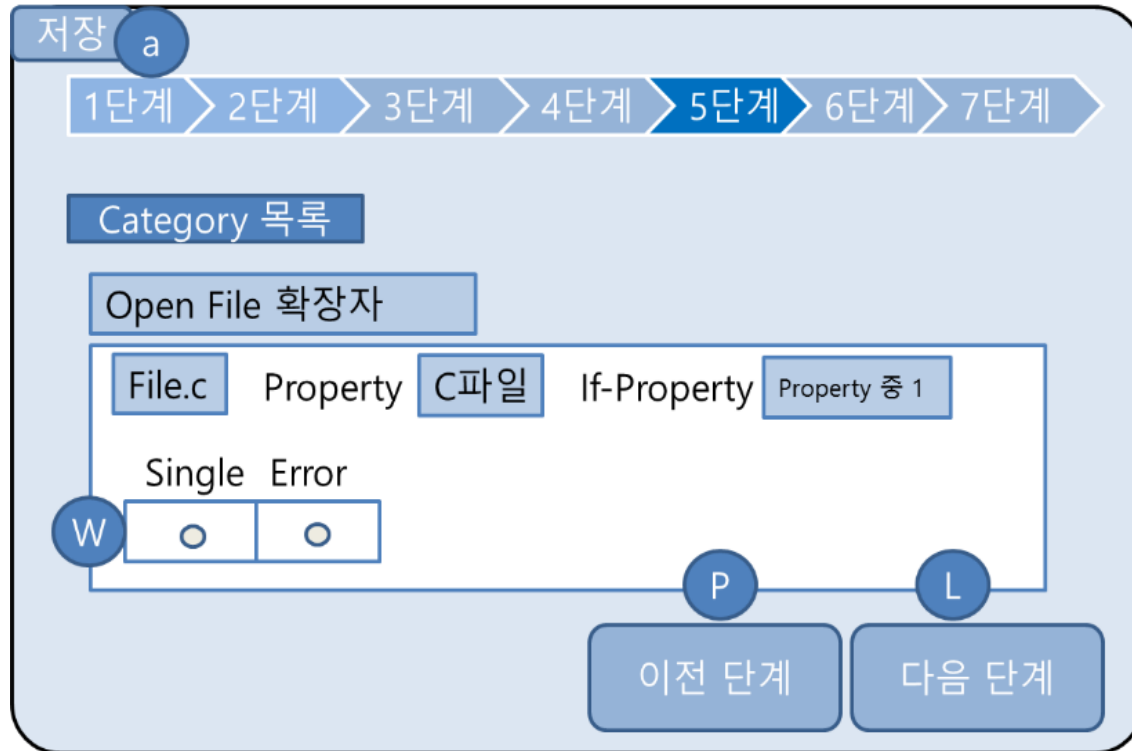 저장 a
1단계 2단계 3단계 4단계 5단계 6단계 7단계
Category 목록
Open File 확장자
File.c Property C파일 If-Property Property 중 1
Single Error
W
P L
이전 단계 다음 단계